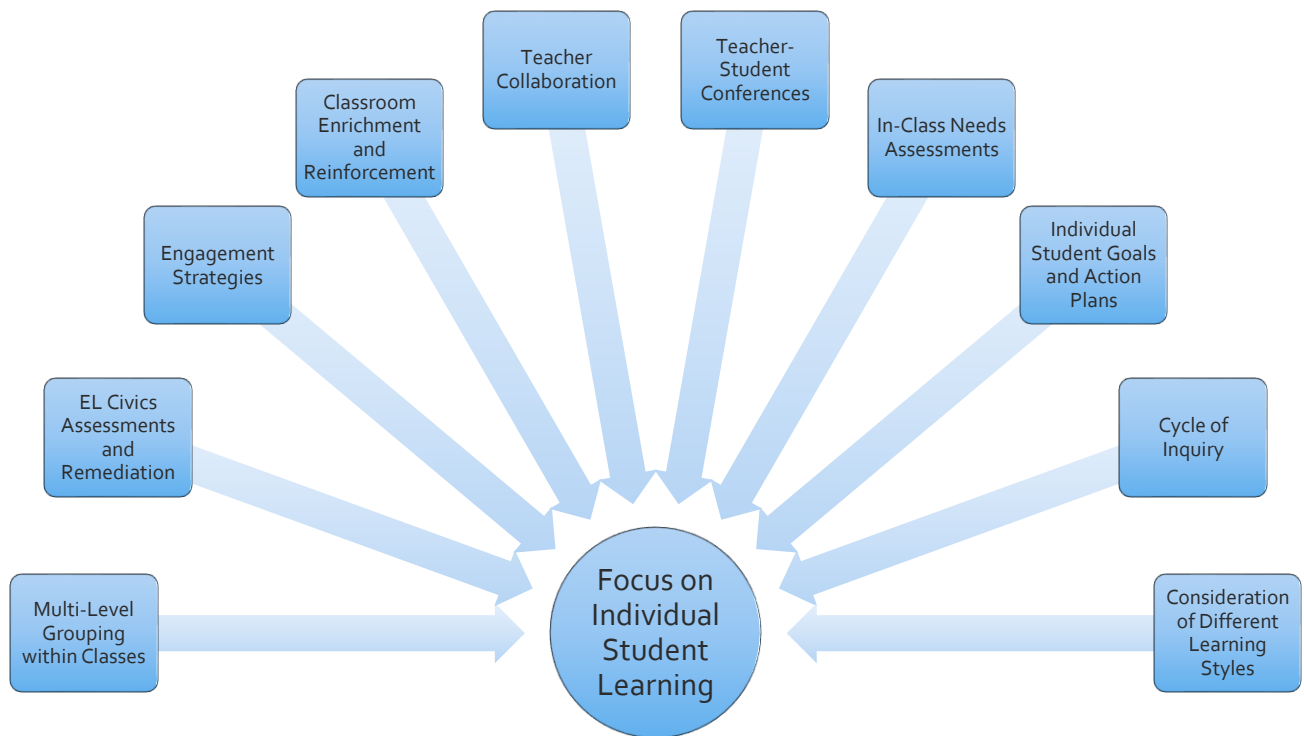 Multi-Level
Grouping
within Classes
EL Civics
Assessments
and
Remediation
Engagement
Strategies
Classroom
Enrichment
and
Reinforcement
Teacher
Collaboration
Teacher-
Student
Conferences
In-Class Needs
Assessments
Individual
Student Goals
and Action
Plans
Cycle of
Inquiry
Consideration
of Different
Learning
Styles
Focus on
Individual
Student
Learning